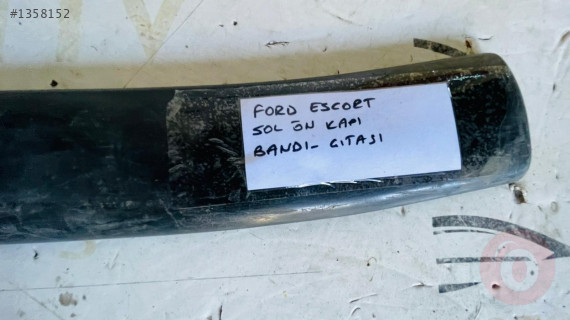 #1358152
FORD ESCORT
SOL ÖN KAPI
BANDI- ÇITASI